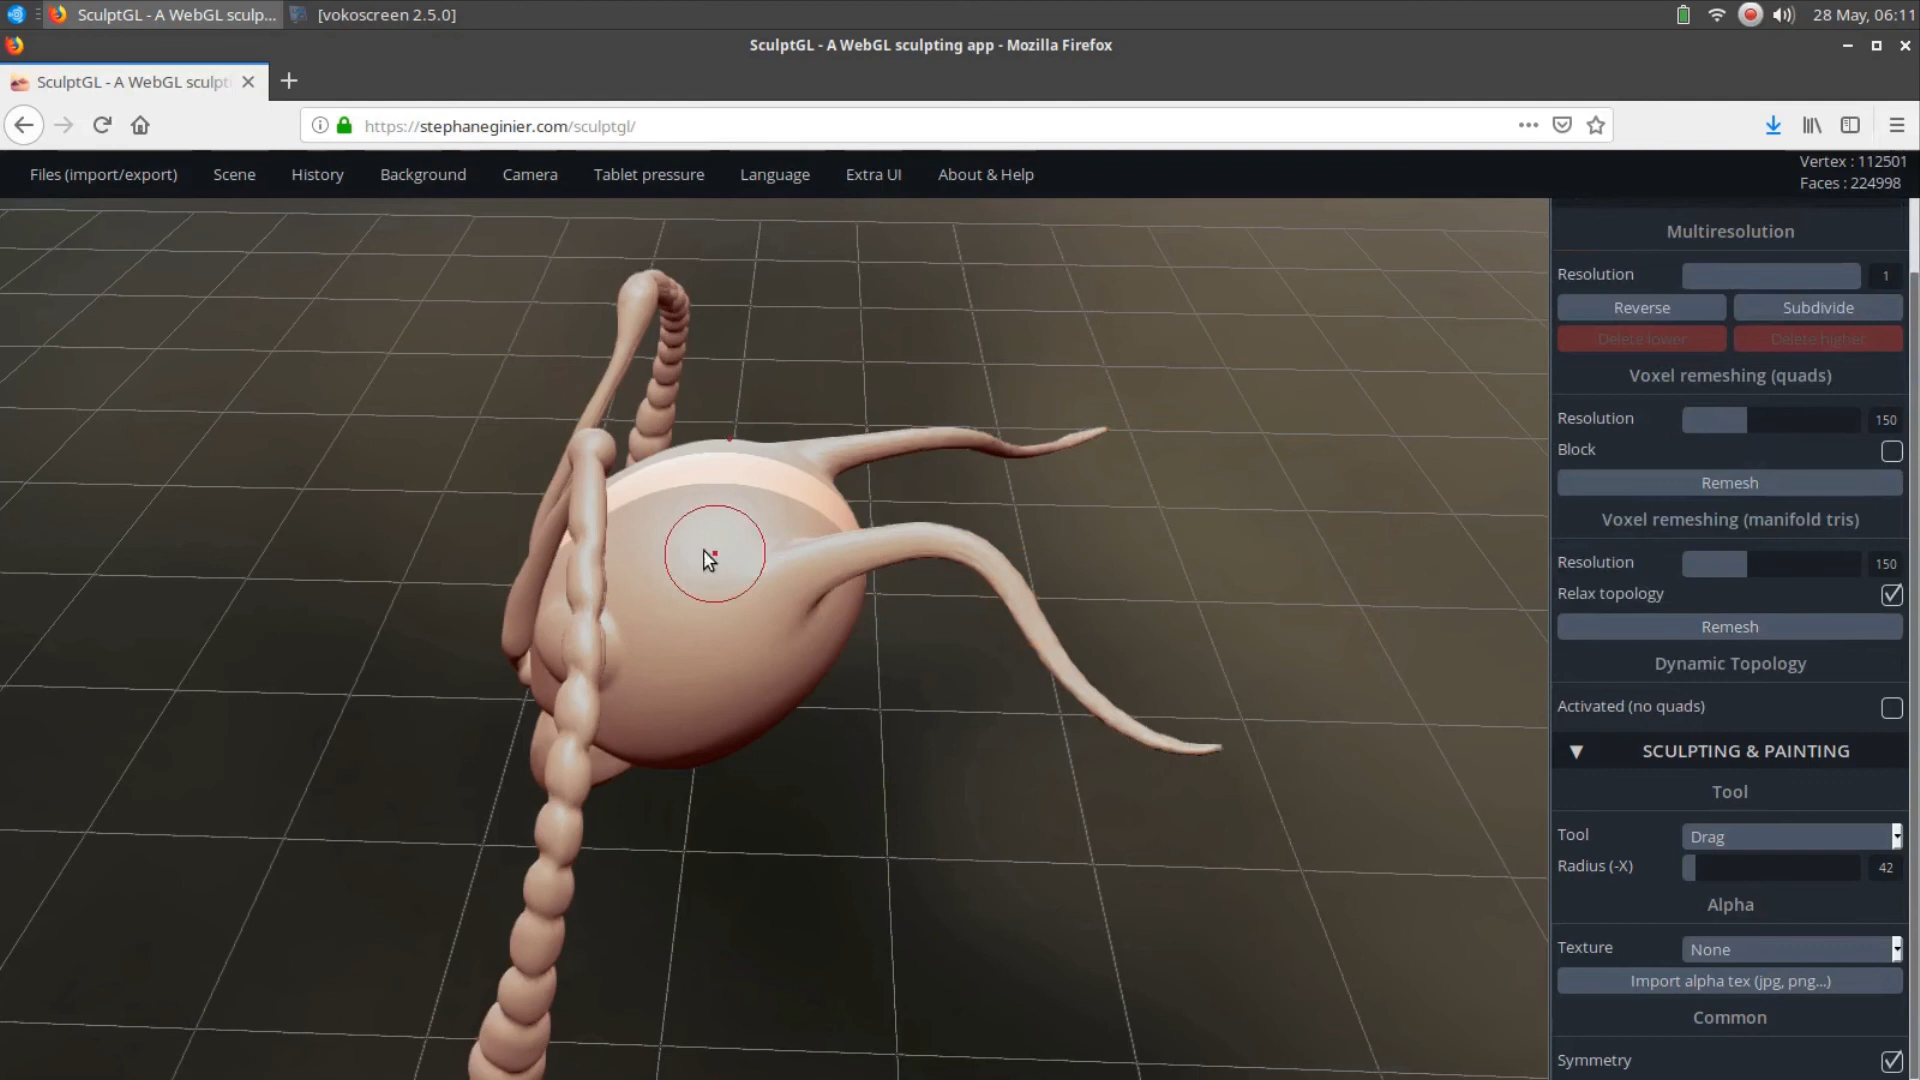 SculptGL - A WebGL sculp...
[vokoscreen 2.5.0]
28 May, 06:11
SculptGL - A WebGL sculpting app - Mozilla Firefox
SculptGL - A WebGL sculpti
https://stephaneginier.com/sculptgl/
Files (import/export)
Scene
History
Background
Camera
Tablet pressure
Language
Extra UI
About & Help
Vertex : 112501
Faces : 224998
Multiresolution
Resolution
1
Reverse
Subdivide
Delete lower
Delete higher
Voxel remeshing (quads)
Resolution
150
Block
Remesh
Voxel remeshing (manifold tris)
Resolution
150
Relax topology
Remesh
Dynamic Topology
Activated (no quads)
SCULPTING & PAINTING
Tool
Tool
Drag
Radius (-X)
42
Alpha
Texture
None
Import alpha tex (jpg, png...)
Common
Symmetry